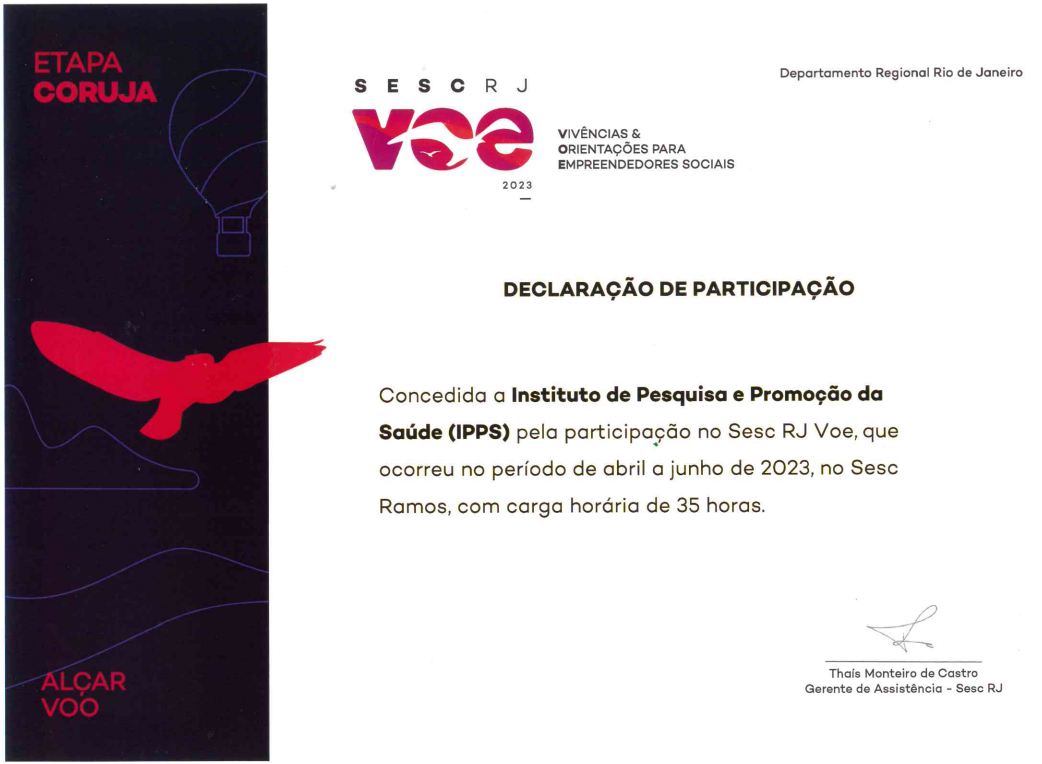 ETAPA
CORUJA
Departamento Regional Rio de Janeiro
SESC RJ
voe
VIVÊNCIAS &
ORIENTAÇÕES PARA
EMPREENDEDORES SOCIAIS
2023
DECLARAÇÃO DE PARTICIPAÇÃO
Concedida a Instituto de Pesquisa e Promoção da
Saúde (IPPS) pela participação no Sesc RJ Voe, que
ocorreu no período de abril a junho de 2023, no Sesc
Ramos, com carga horária de 35 horas.
Thaís Monteiro de Castro
Gerente de Assistência - Sesc RJ
ALÇAR
VOO